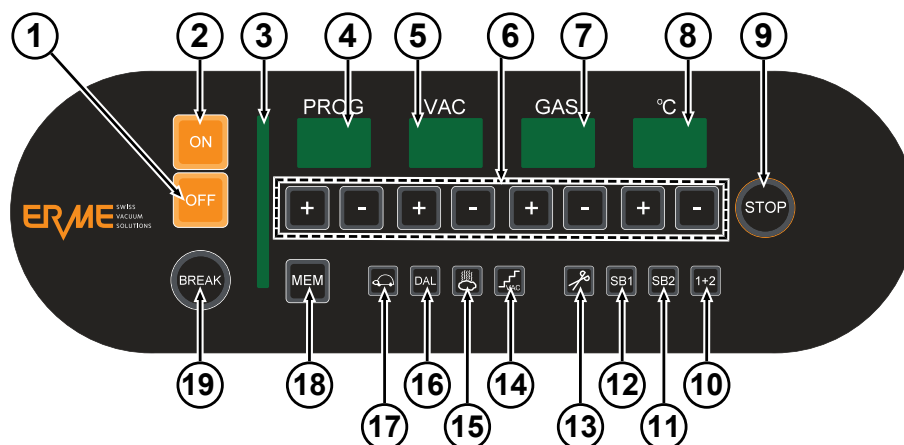 1 2 3 4 5 6 7 8 9
PROG VAC GAS °C
ON
OFF
ERME SWISS VACUUM SOLUTIONS
+ - + - + - + -
STOP
BREAK MEM DAL VAC SB1 SB2 1+2
19 18 17 16 15 14 13 12 11 10